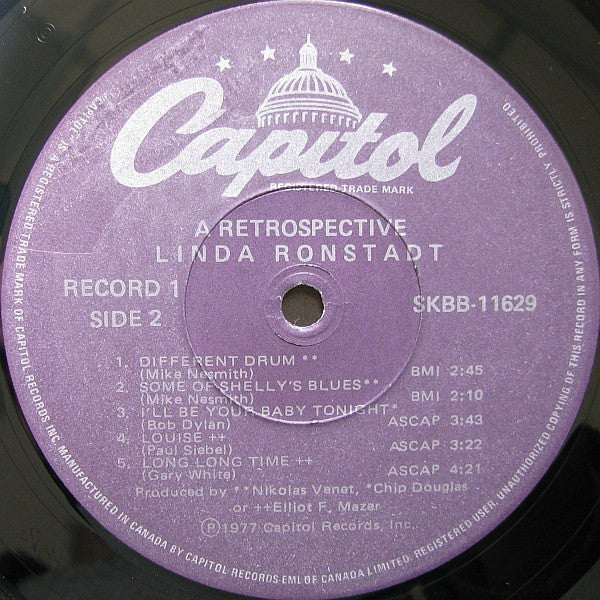 Capitol
REGISTERED TRADE MARK
A RETROSPECTIVE
LINDA RONSTADT
RECORD 1
SIDE 2
SKBB-11629
1. DIFFERENT DRUM **
(Mike Nesmith) BMI 2:45
2. SOME OF SHELLY'S BLUES**
(Mike Nesmith) BMI 2:10
3. I'LL BE YOUR BABY TONIGHT*
(Bob Dylan) ASCAP 3:43
4. LOUISE ++
(Paul Siebel) ASCAP 3:22
5. LONG LONG TIME ++
(Gary White) ASCAP 4:21
Produced by **Nikolas Venet, *Chip Douglas
or ++Elliot F. Mazer
Ⓟ1977 Capitol Records, Inc.
"CAPITOL" IS A REGISTERED TRADE MARK OF CAPITOL RECORDS INC. MANUFACTURED IN CANADA BY CAPITOL RECORDS-EMI OF CANADA LIMITED. REGISTERED USER. UNAUTHORIZED COPYING OF THIS RECORD IN ANY FORM IS STRICTLY PROHIBITED